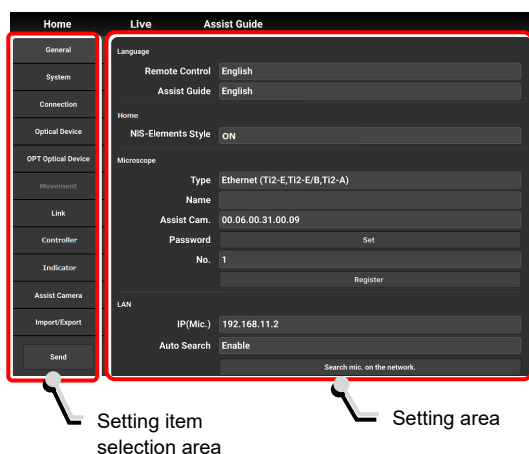 Home Live Assist Guide
General
System
Connection
Optical Device
OPT Optical Device
Movement
Link
Controller
Indicator
Assist Camera
Import/Export
Send
Language
Remote Control English
Assist Guide English
Home
NIS-Elements Style ON
Microscope
Type Ethernet (Ti2-E,Ti2-E/B,Ti2-A)
Name
Assist Cam. 00.06.00.31.00.09
Password Set
No. 1
Register
LAN
IP(Mic.) 192.168.11.2
Auto Search Enable
Search mic. on the network.
Setting item
selection area
Setting area